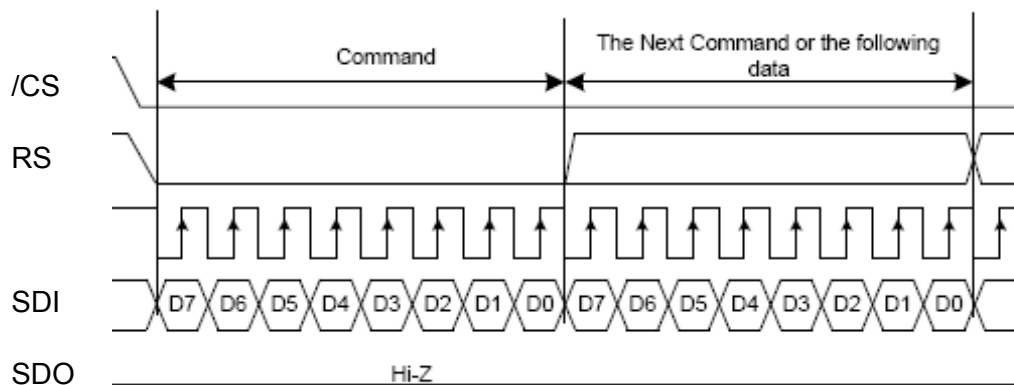 Command
The Next Command or the following
data
/CS
RS
SDI D7 D6 D5 D4 D3 D2 D1 D0 D7 D6 D5 D4 D3 D2 D1 D0
SDO Hi-Z